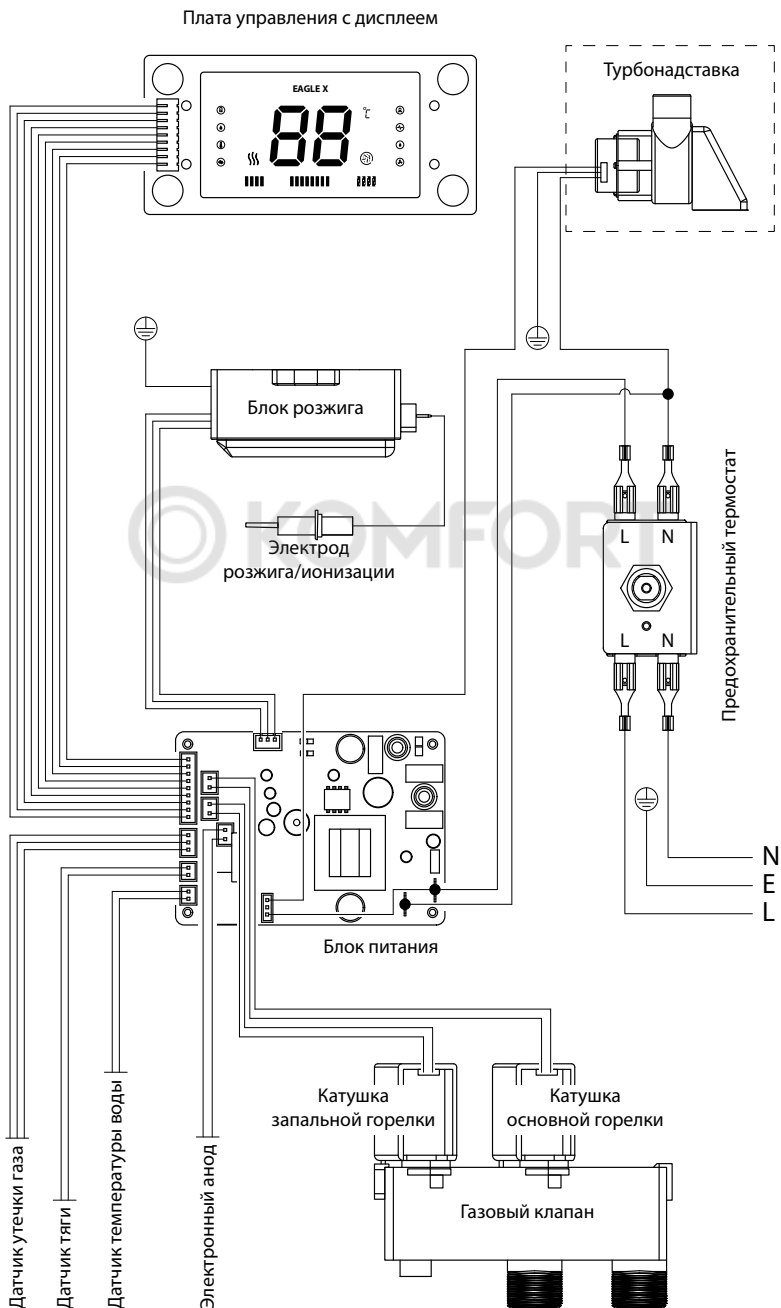 Плата управления с дисплеем
EAGLE X
88
°C
Турбонадставка
Блок розжига
KOMFORT
Электрод
розжига/ионизации
L N
L N
Предохранительный термостат
N
E
L
Блок питания
Катушка
запальной горелки
Катушка
основной горелки
Газовый клапан
Датчик утечки газа
Датчик тяги
Датчик температуры воды
Электронный анод